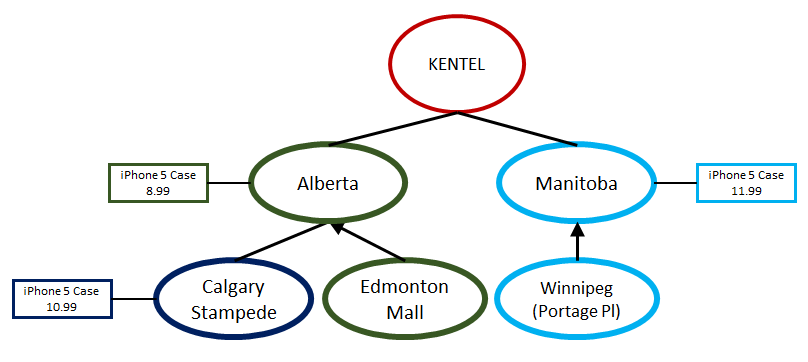 KENTEL
iPhone 5 Case
8.99
Alberta
Manitoba
iPhone 5 Case
11.99
iPhone 5 Case
10.99
Calgary
Stampede
Edmonton
Mall
Winnipeg
(Portage Pl)